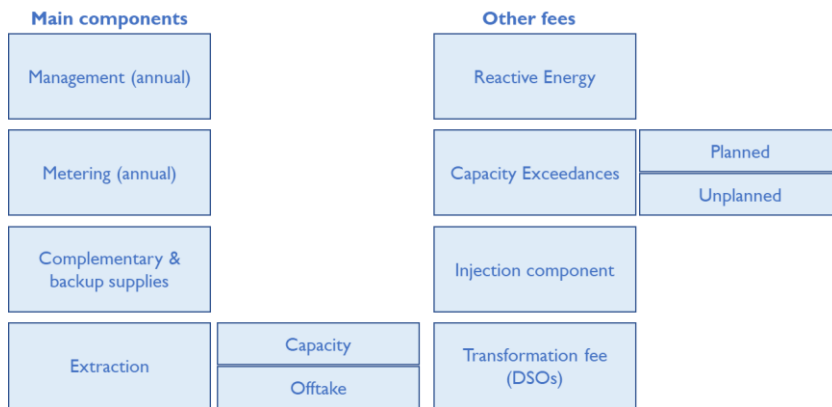 Main components
Management (annual)
Metering (annual)
Complementary &
backup supplies
Extraction
Capacity
Offtake
Other fees
Reactive Energy
Capacity Exceedances
Planned
Unplanned
Injection component
Transformation fee
(DSOs)